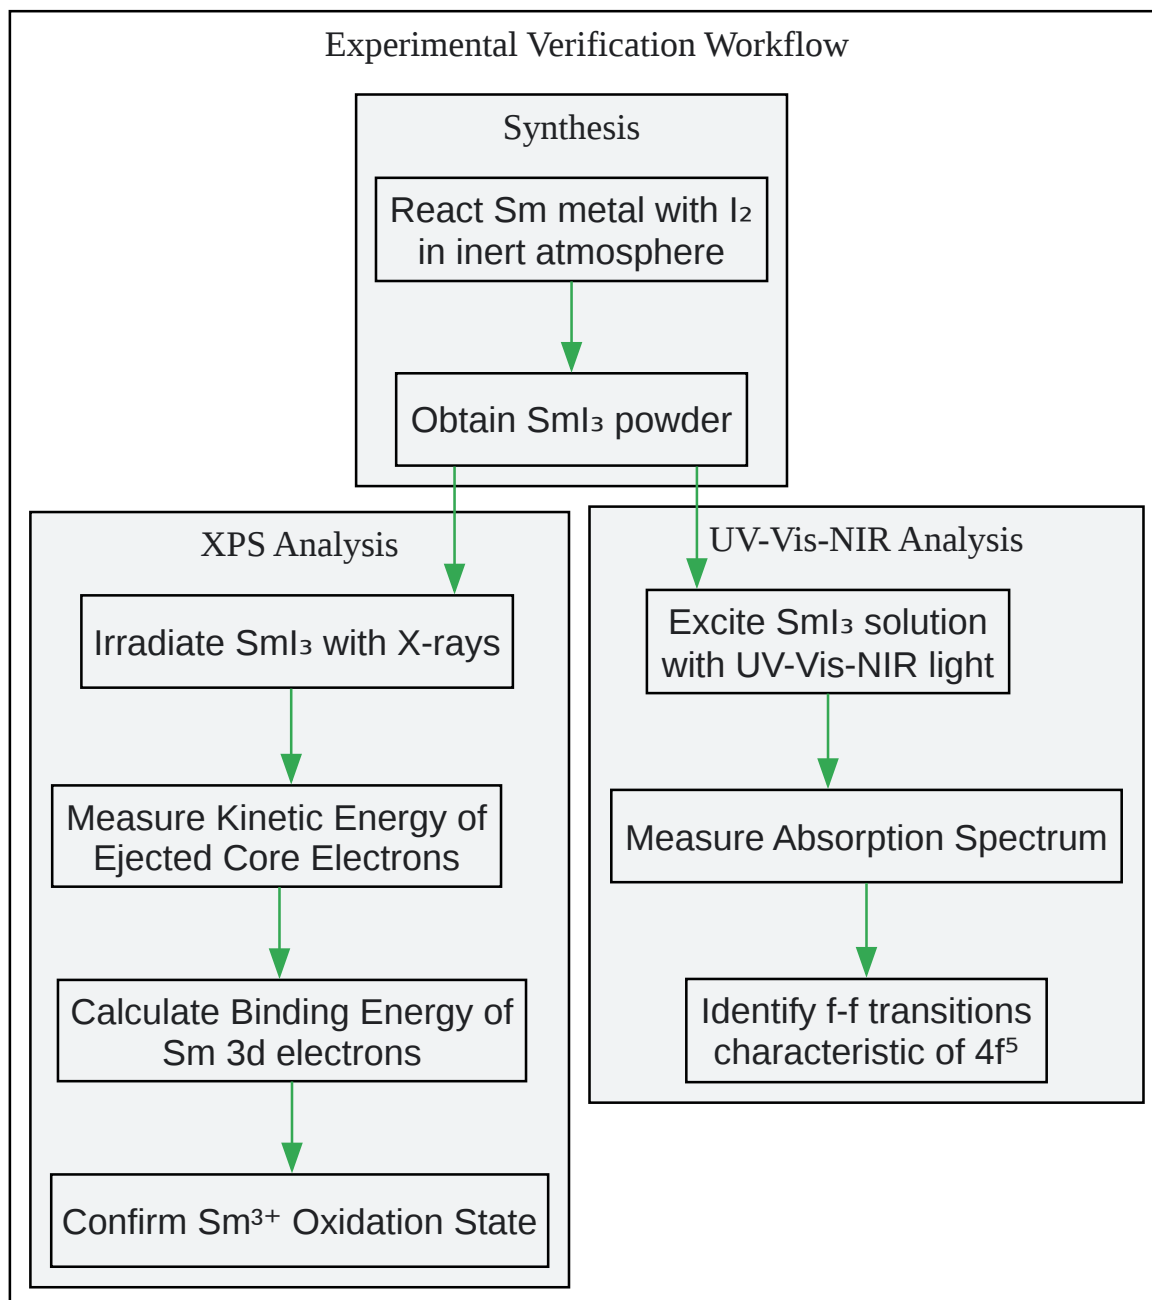 Experimental Verification Workflow
Synthesis
React Sm metal with I₂
in inert atmosphere
Obtain SmI₃ powder
XPS Analysis
Irradiate SmI₃ with X-rays
Measure Kinetic Energy of
Ejected Core Electrons
Calculate Binding Energy of
Sm 3d electrons
Confirm Sm³⁺ Oxidation State
UV-Vis-NIR Analysis
Excite SmI₃ solution
with UV-Vis-NIR light
Measure Absorption Spectrum
Identify f-f transitions
characteristic of 4f⁵